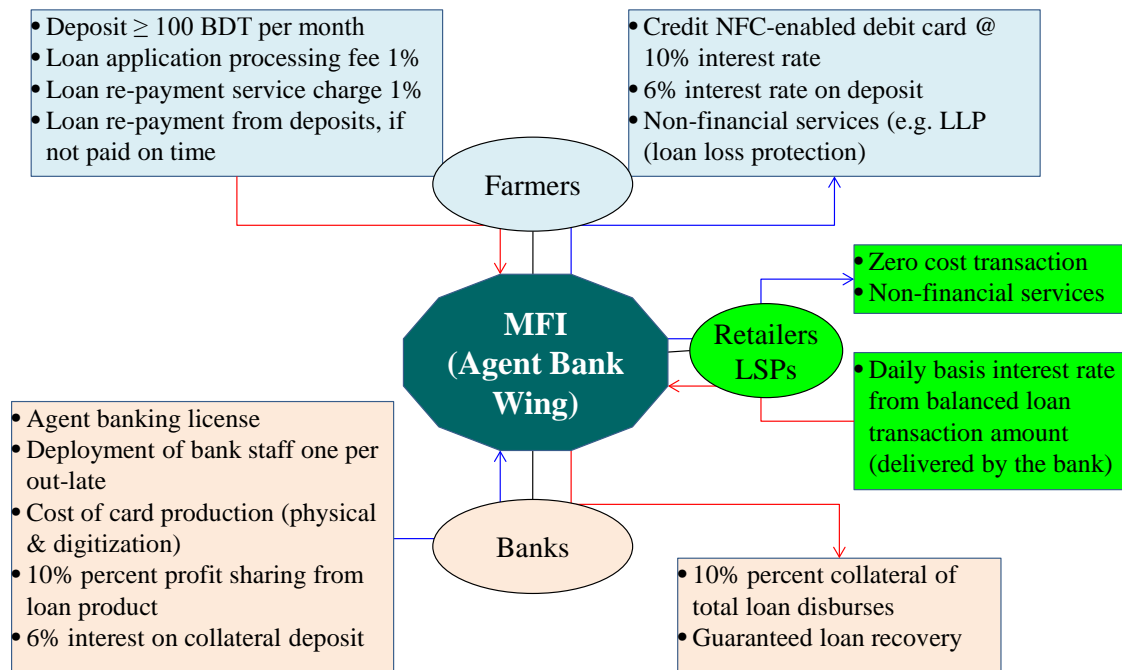 • Deposit ≥ 100 BDT per month
• Loan application processing fee 1%
• Loan re-payment service charge 1%
• Loan re-payment from deposits, if
not paid on time
• Credit NFC-enabled debit card @
10% interest rate
• 6% interest rate on deposit
• Non-financial services (e.g. LLP
(loan loss protection)
Farmers
• Zero cost transaction
• Non-financial services
MFI
(Agent Bank
Wing)
Retailers
LSPs
• Daily basis interest rate
from balanced loan
transaction amount
(delivered by the bank)
• Agent banking license
• Deployment of bank staff one per
out-late
• Cost of card production (physical
& digitization)
• 10% percent profit sharing from
loan product
• 6% interest on collateral deposit
Banks
• 10% percent collateral of
total loan disburses
• Guaranteed loan recovery